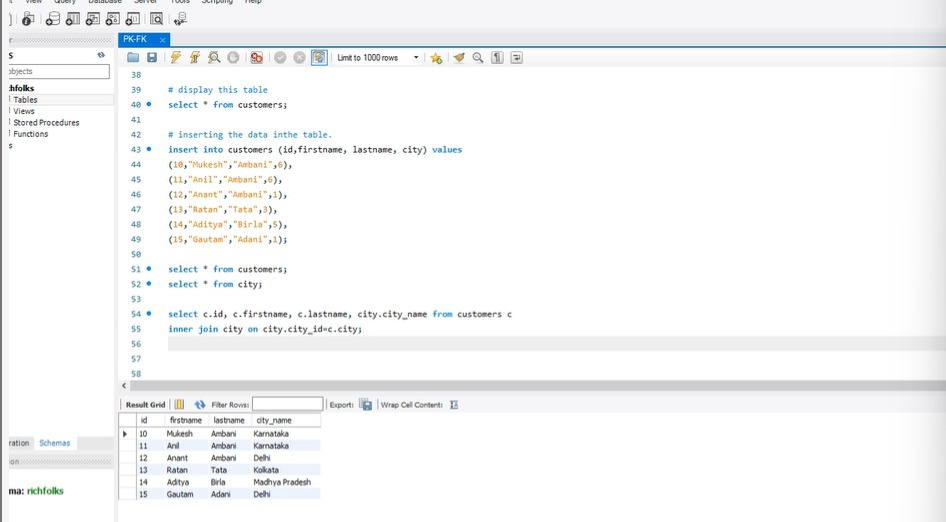 View Query Database Server Tools Scripting Help
PK-FK ×
objects
richfolks
Tables
Views
Stored Procedures
Functions
Limit to 1000 rows
38
39 # display this table
40 select * from customers;
41
42 # inserting the data inthe table.
43 insert into customers (id,firstname, lastname, city) values
44 (10,"Mukesh","Ambani",6),
45 (11,"Anil","Ambani",6),
46 (12,"Anant","Ambani",1),
47 (13,"Ratan","Tata",3),
48 (14,"Aditya","Birla",5),
49 (15,"Gautam","Adani",1);
50
51 select * from customers;
52 select * from city;
53
54 select c.id, c.firstname, c.lastname, city.city_name from customers c
55 inner join city on city.city_id=c.city;
56
57
58
Result Grid Filter Rows: Export: Wrap Cell Content:
id firstname lastname city_name
10 Mukesh Ambani Karnataka
11 Anil Ambani Karnataka
12 Anant Ambani Delhi
13 Ratan Tata Kolkata
14 Aditya Birla Madhya Pradesh
15 Gautam Adani Delhi
ration Schemas
ma: richfolks